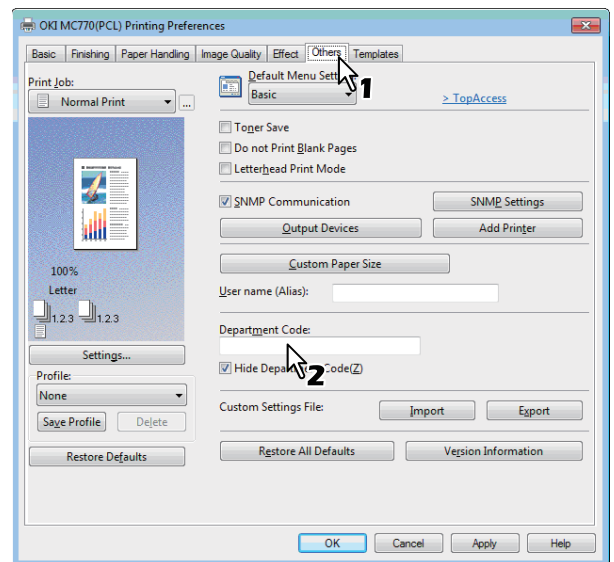 OKI MC770(PCL) Printing Preferences
Basic Finishing Paper Handling Image Quality Effect Others Templates
Print Job:
Normal Print
...
100%
Letter
1.2.3 1.2.3
Settings...
Profile:
None
Save Profile Delete
Restore Defaults
Default Menu Sett
1
Basic
> TopAccess
Toner Save
Do not Print Blank Pages
Letterhead Print Mode
SNMP Communication SNMP Settings
Output Devices Add Printer
Custom Paper Size
User name (Alias):
Department Code:
2
Hide Depa Code(Z)
Custom Settings File: Import Export
Restore All Defaults Version Information
OK Cancel Apply Help